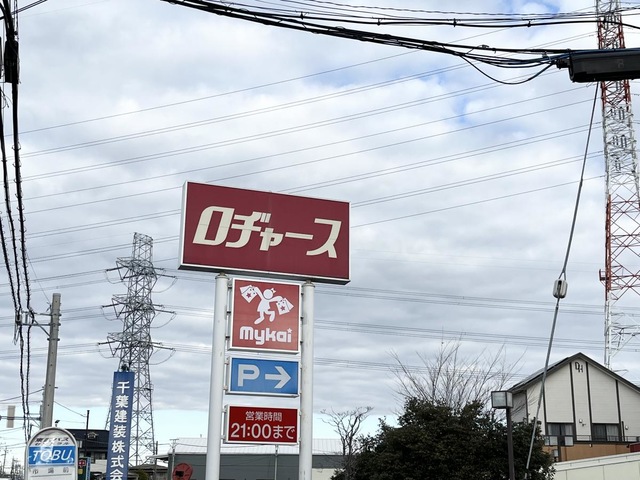 ロヂャース
Mykai
P→
営業時間
21:00まで
千葉建装株式会
TOBU